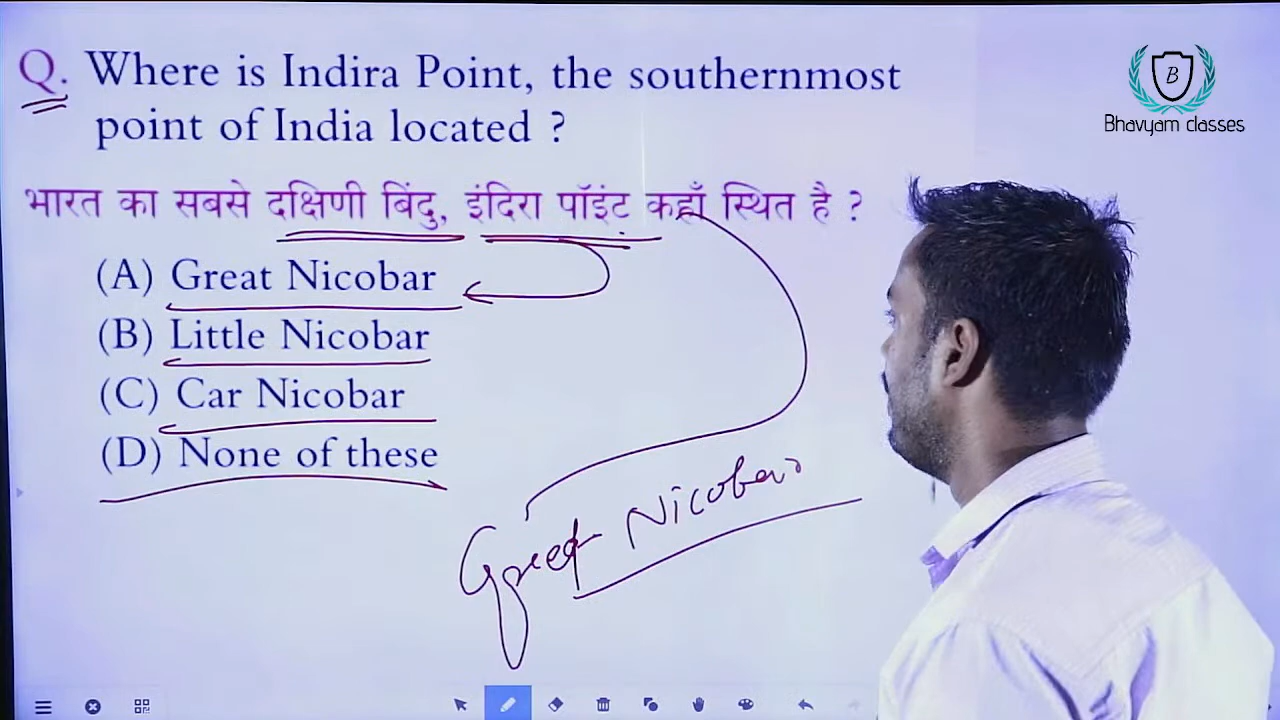 Q. Where is Indira Point, the southernmost
point of India located ?
भारत का सबसे दक्षिणी बिंदु, इंदिरा पॉइंट कहाँ स्थित है ?
(A) Great Nicobar
(B) Little Nicobar
(C) Car Nicobar
(D) None of these
Great Nicobar
B
Bhavyam classes